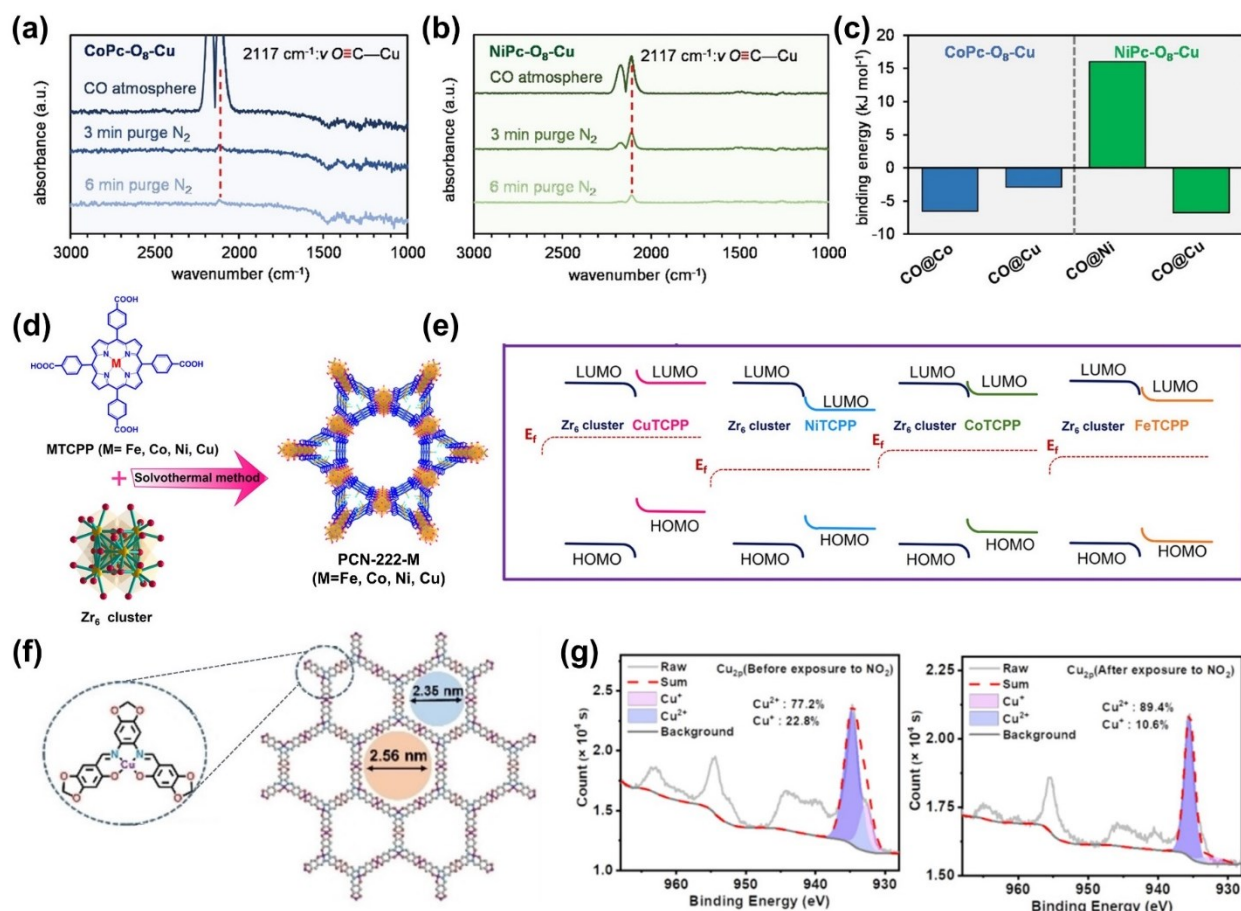 (a)
CoPc-O₈-Cu
2117 cm⁻¹:ν O≡C—Cu
CO atmosphere
3 min purge N₂
6 min purge N₂
absorbance (a.u.)
3000 2500 2000 1500 1000
wavenumber (cm⁻¹)
(b)
NiPc-O₈-Cu
2117 cm⁻¹:ν O≡C—Cu
CO atmosphere
3 min purge N₂
6 min purge N₂
absorbance (a.u.)
3000 2500 2000 1500 1000
wavenumber (cm⁻¹)
(c)
binding energy (kJ mol⁻¹)
20
15
10
5
0
-5
-10
CoPc-O₈-Cu NiPc-O₈-Cu
CO@Co CO@Cu CO@Ni CO@Cu
(d)
COOH
HOOC COOH
N N
M
N N
COOH
MTCPP (M= Fe, Co, Ni, Cu)
+ Solvothermal method
Zr₆ cluster
PCN-222-M
(M=Fe, Co, Ni, Cu)
(e)
LUMO LUMO LUMO LUMO LUMO LUMO LUMO LUMO
Zr₆ cluster CuTCPP Zr₆ cluster NiTCPP Zr₆ cluster CoTCPP Zr₆ cluster FeTCPP
E_f E_f E_f E_f
HOMO HOMO HOMO HOMO HOMO HOMO HOMO HOMO
(f)
O O
N N
Cu
O O
O O O O
2.35 nm
2.56 nm
(g)
Raw
Sum
Cu⁺
Cu²⁺
Background
Cu₂ₚ(Before exposure to NO₂)
Cu²⁺ : 77.2%
Cu⁺ : 22.8%
Count (× 10⁴ s)
2.5
2.0
1.5
1.0
960 950 940 930
Binding Energy (eV)
Raw
Sum
Cu⁺
Cu²⁺
Background
Cu₂ₚ(After exposure to NO₂)
Cu²⁺ : 89.4%
Cu⁺ : 10.6%
Count (× 10⁴ s)
2.25
2.00
1.75
1.50
960 950 940 930
Binding Energy (eV)